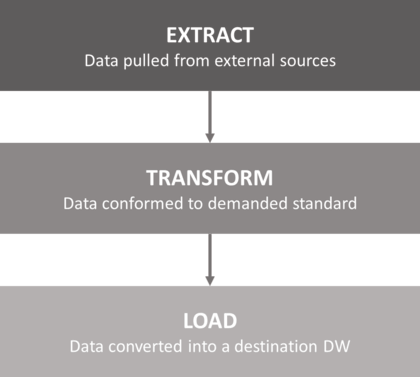 EXTRACT
Data pulled from external sources
TRANSFORM
Data conformed to demanded standard
LOAD
Data converted into a destination DW